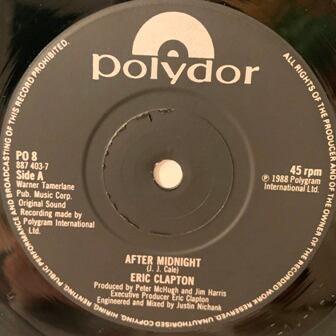 polydor
PO 8
887 403-7
Side A
Warner Tamerlane
Pub. Music Corp.
Original Sound
Recording made by
Polygram International
Ltd.
45 rpm
℗ 1988 Polygram
International Ltd.
AFTER MIDNIGHT
(J. J. Cale)
ERIC CLAPTON
Produced by Peter McHugh and Jim Harris
Executive Producer Eric Clapton
Engineered and Mixed by Justin Nichank
ALL RIGHTS OF THE PRODUCER AND OF THE OWNER OF THE RECORDED WORK RESERVED. UNAUTHORISED COPYING, HIRING, RENTING, PUBLIC PERFORMANCE AND BROADCASTING OF THIS RECORD PROHIBITED.